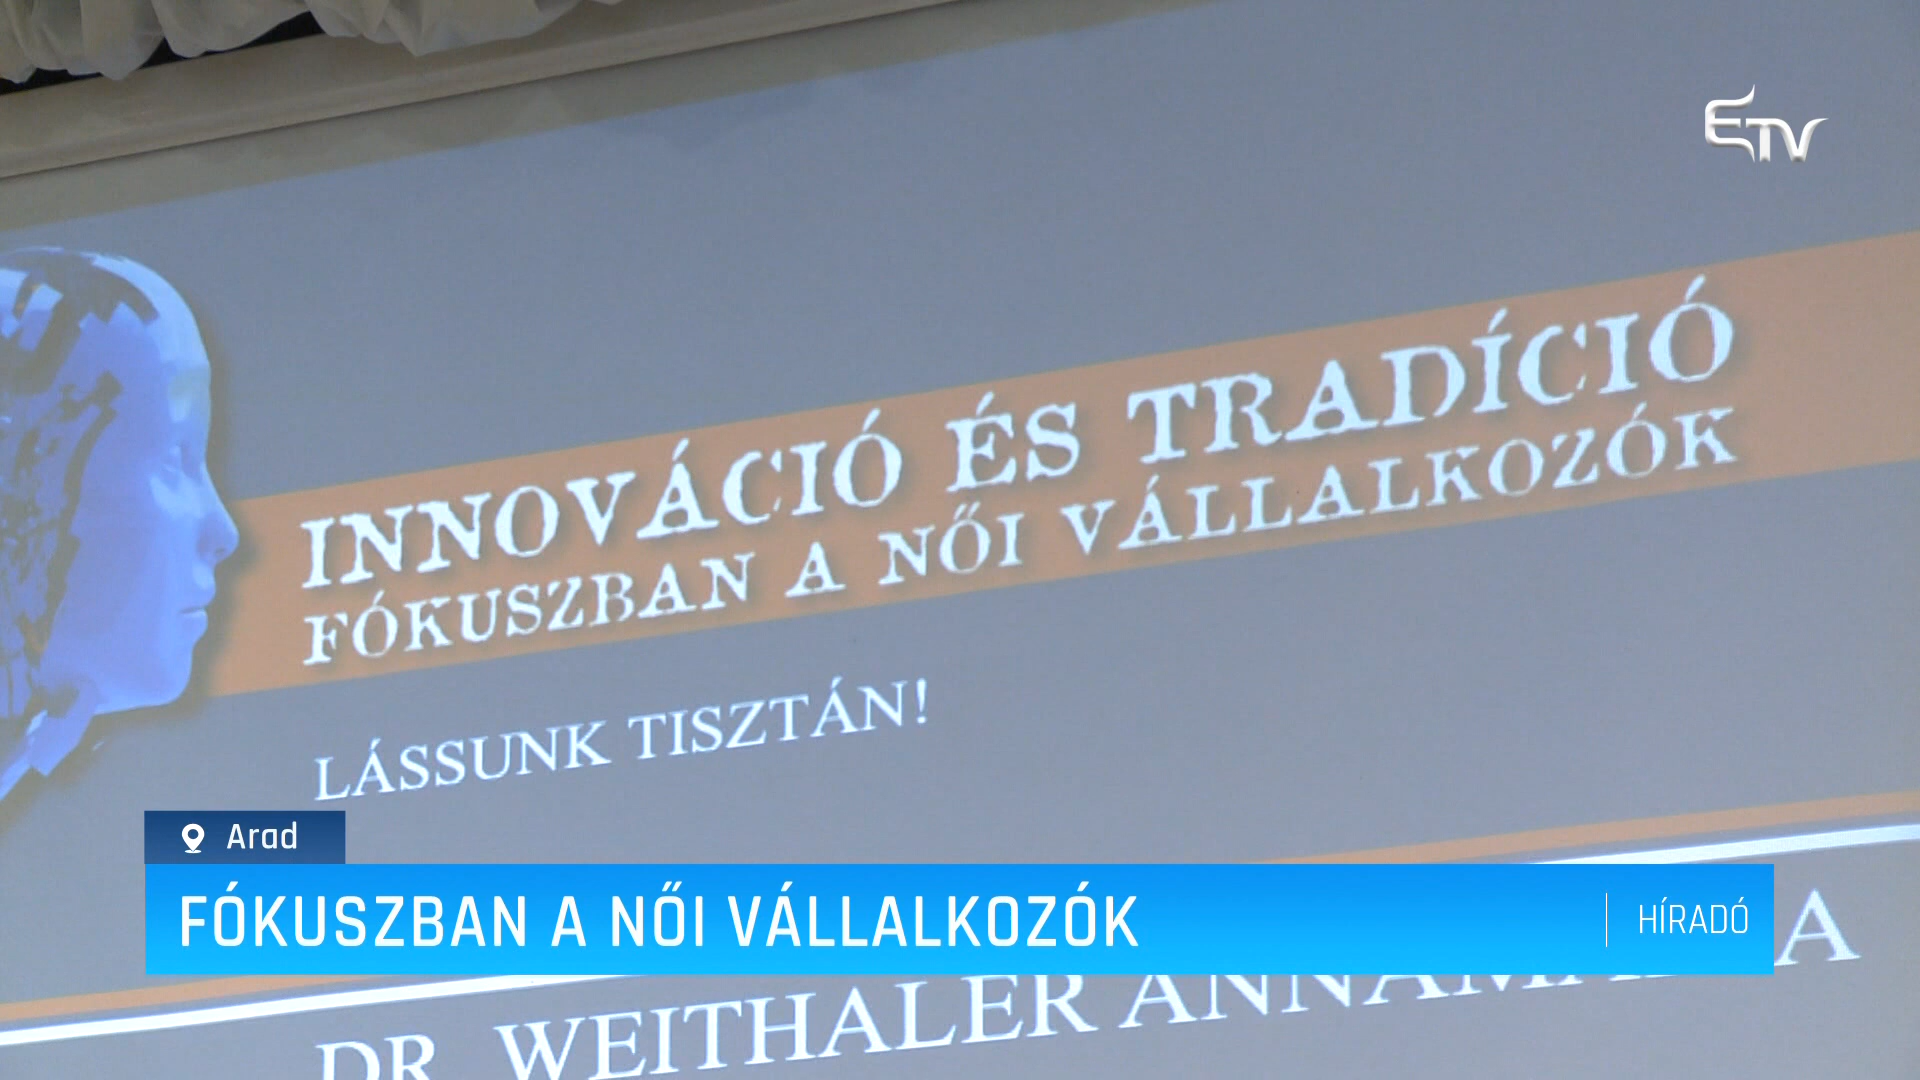 ETV
INNOVÁCIÓ ÉS TRADÍCIÓ
FÓKUSZBAN A NŐI VÁLLALKOZÓK
LÁSSUNK TISZTÁN!
Arad
FÓKUSZBAN A NŐI VÁLLALKOZÓK
HÍRADÓ
DR. WEITHALER